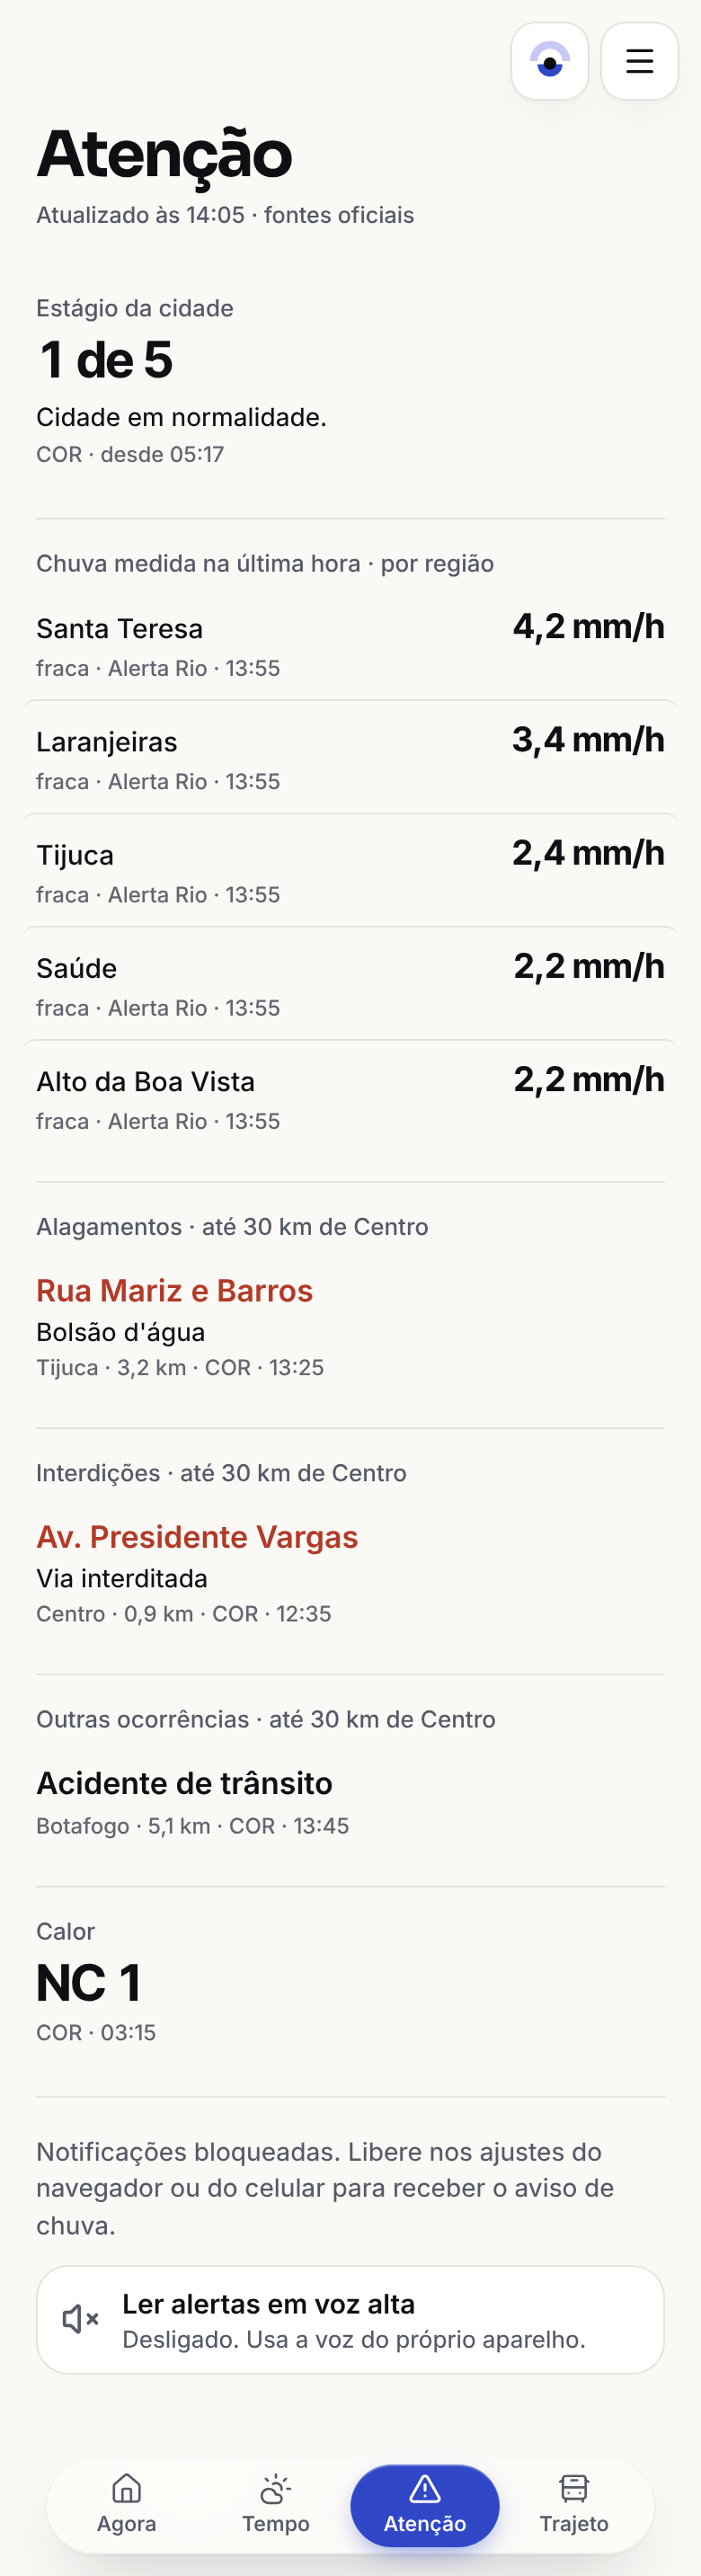 Atenção
Atualizado às 14:05 · fontes oficiais
Estágio da cidade
1 de 5
Cidade em normalidade.
COR · desde 05:17
Chuva medida na última hora · por região
Santa Teresa
4,2 mm/h
fraca · Alerta Rio · 13:55
Laranjeiras
3,4 mm/h
fraca · Alerta Rio · 13:55
Tijuca
2,4 mm/h
fraca · Alerta Rio · 13:55
Saúde
2,2 mm/h
fraca · Alerta Rio · 13:55
Alto da Boa Vista
2,2 mm/h
fraca · Alerta Rio · 13:55
Alagamentos · até 30 km de Centro
Rua Mariz e Barros
Bolsão d'água
Tijuca · 3,2 km · COR · 13:25
Interdições · até 30 km de Centro
Av. Presidente Vargas
Via interditada
Centro · 0,9 km · COR · 12:35
Outras ocorrências · até 30 km de Centro
Acidente de trânsito
Botafogo · 5,1 km · COR · 13:45
Calor
NC 1
COR · 03:15
Notificações bloqueadas. Libere nos ajustes do
navegador ou do celular para receber o aviso de
chuva.
Ler alertas em voz alta
Desligado. Usa a voz do próprio aparelho.
Agora
Tempo
Atenção
Trajeto